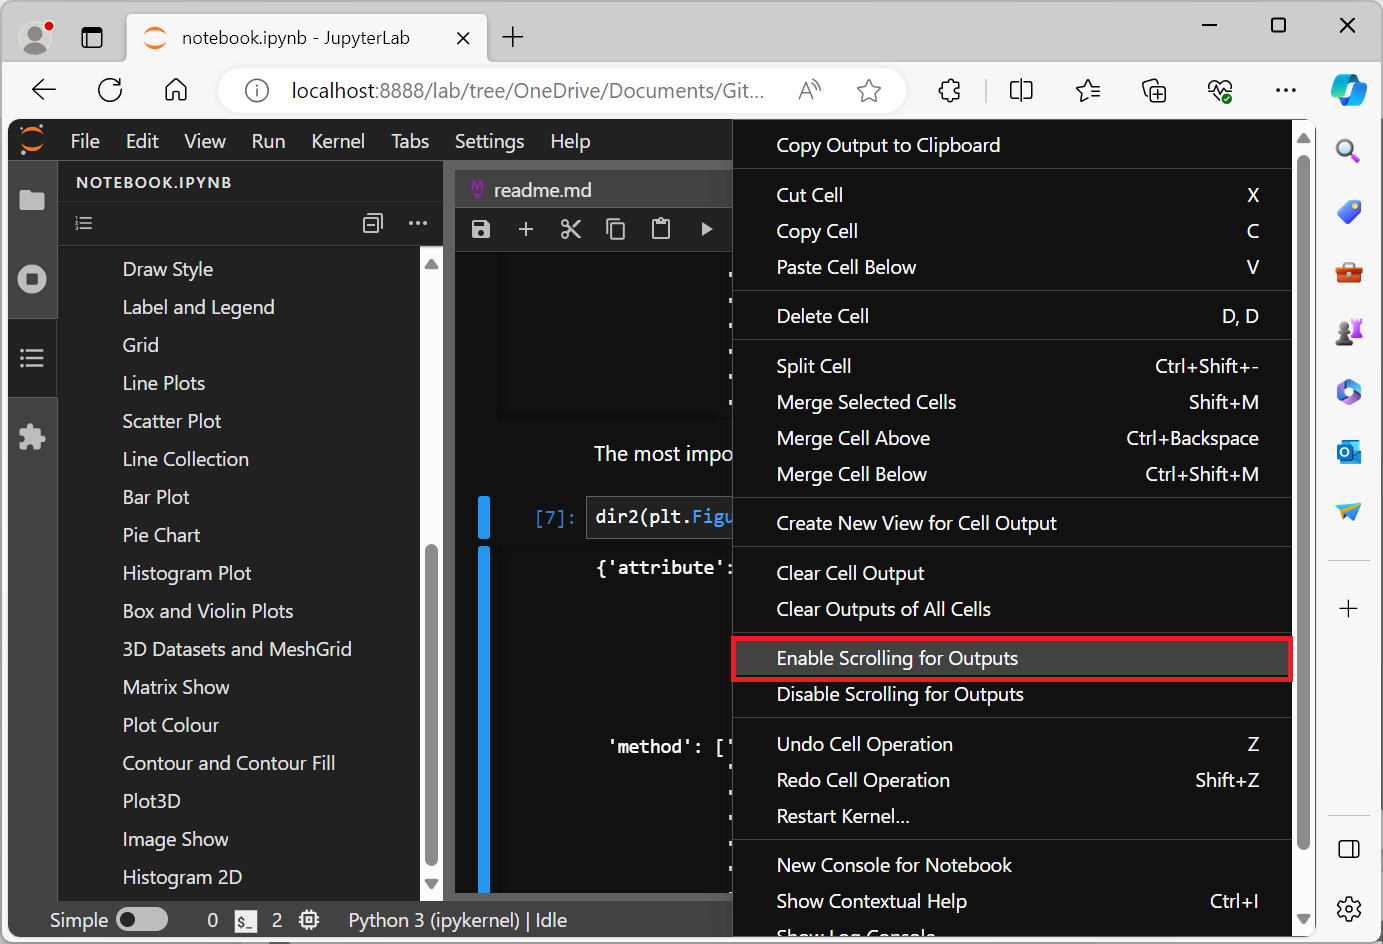 notebook.ipynb - JupyterLab
localhost:8888/lab/tree/OneDrive/Documents/Git...
File Edit View Run Kernel Tabs Settings Help
NOTEBOOK.IPYNB
Draw Style
Label and Legend
Grid
Line Plots
Scatter Plot
Line Collection
Bar Plot
Pie Chart
Histogram Plot
Box and Violin Plots
3D Datasets and MeshGrid
Matrix Show
Plot Colour
Contour and Contour Fill
Plot3D
Image Show
Histogram 2D
readme.md
The most impo
[7]: dir2(plt.Figu
{'attribute':
'method': ['
Copy Output to Clipboard
Cut Cell X
Copy Cell C
Paste Cell Below V
Delete Cell D, D
Split Cell Ctrl+Shift+-
Merge Selected Cells Shift+M
Merge Cell Above Ctrl+Backspace
Merge Cell Below Ctrl+Shift+M
Create New View for Cell Output
Clear Cell Output
Clear Outputs of All Cells
Enable Scrolling for Outputs
Disable Scrolling for Outputs
Undo Cell Operation Z
Redo Cell Operation Shift+Z
Restart Kernel...
New Console for Notebook
Show Contextual Help Ctrl+I
Show Log Console
Simple 0 $_ 2 Python 3 (ipykernel) | Idle